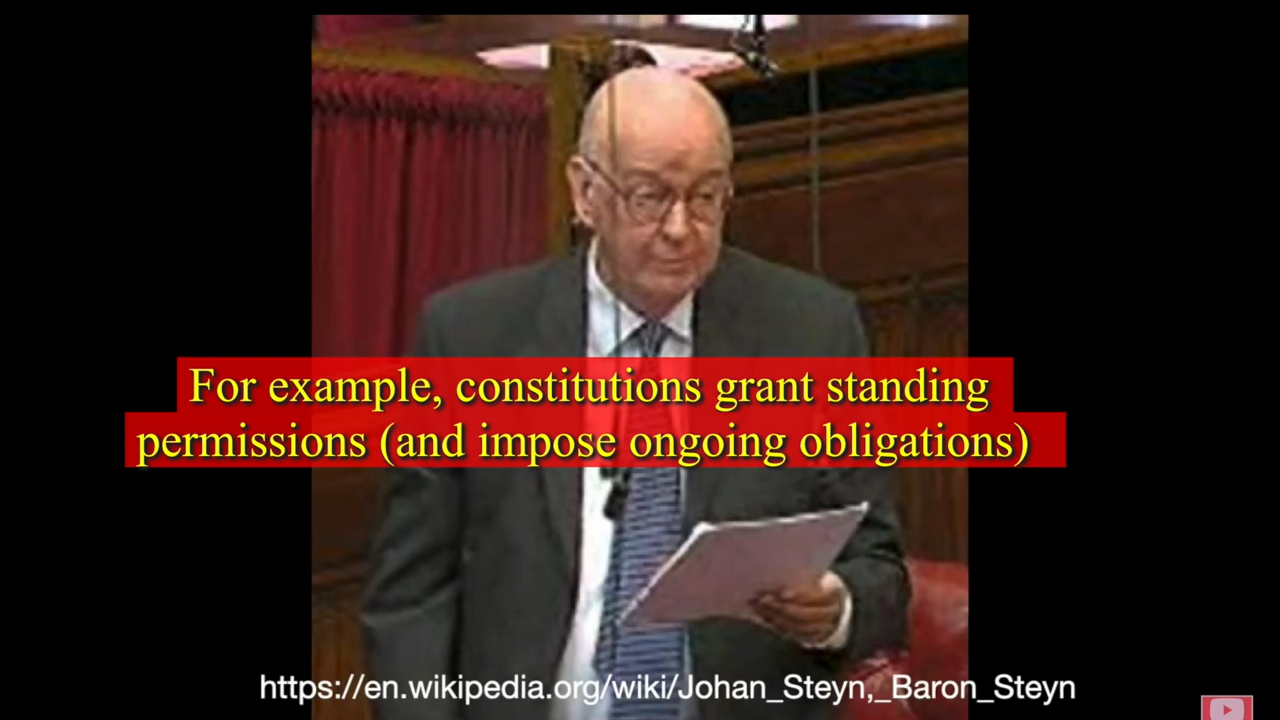 For example, constitutions grant standing
permissions (and impose ongoing obligations)
https://en.wikipedia.org/wiki/Johan_Steyn,_Baron_Steyn